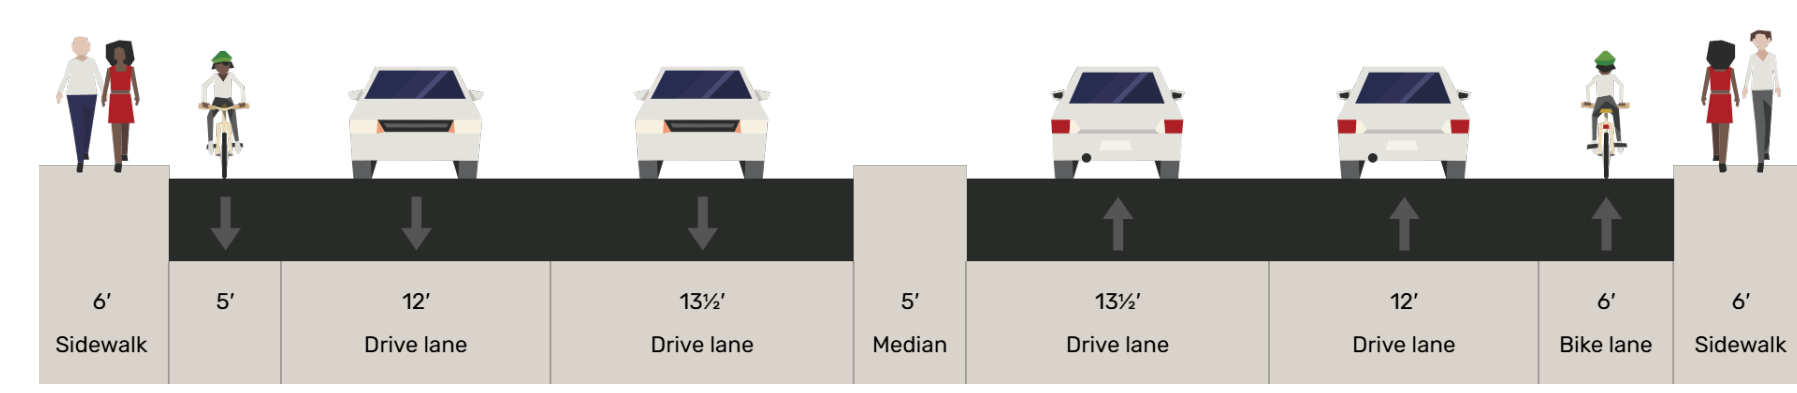 6′ 5′ 12′ 13½′ 5′ 13½′ 12′ 6′ 6′
Sidewalk Drive lane Drive lane Median Drive lane Drive lane Bike lane Sidewalk